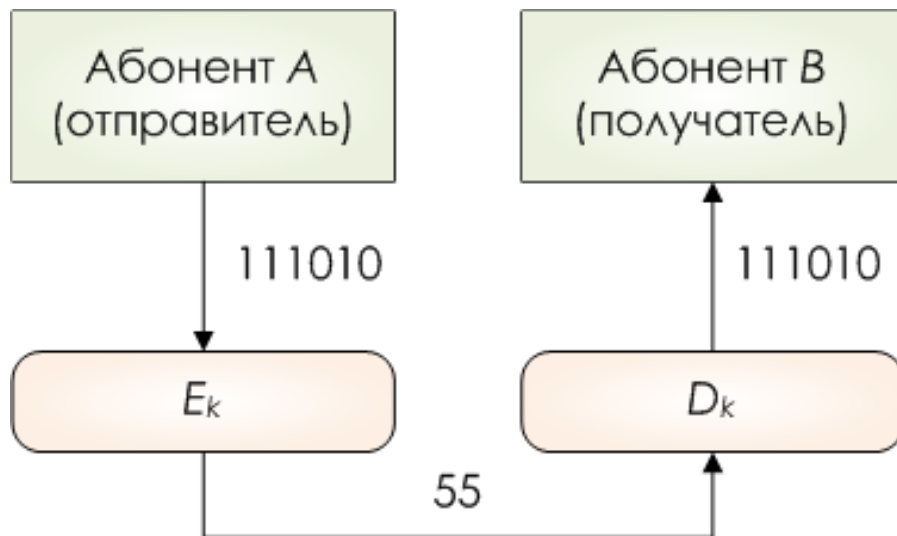 Абонент A
(отправитель)
Абонент B
(получатель)
111010
111010
Ek
Dk
55